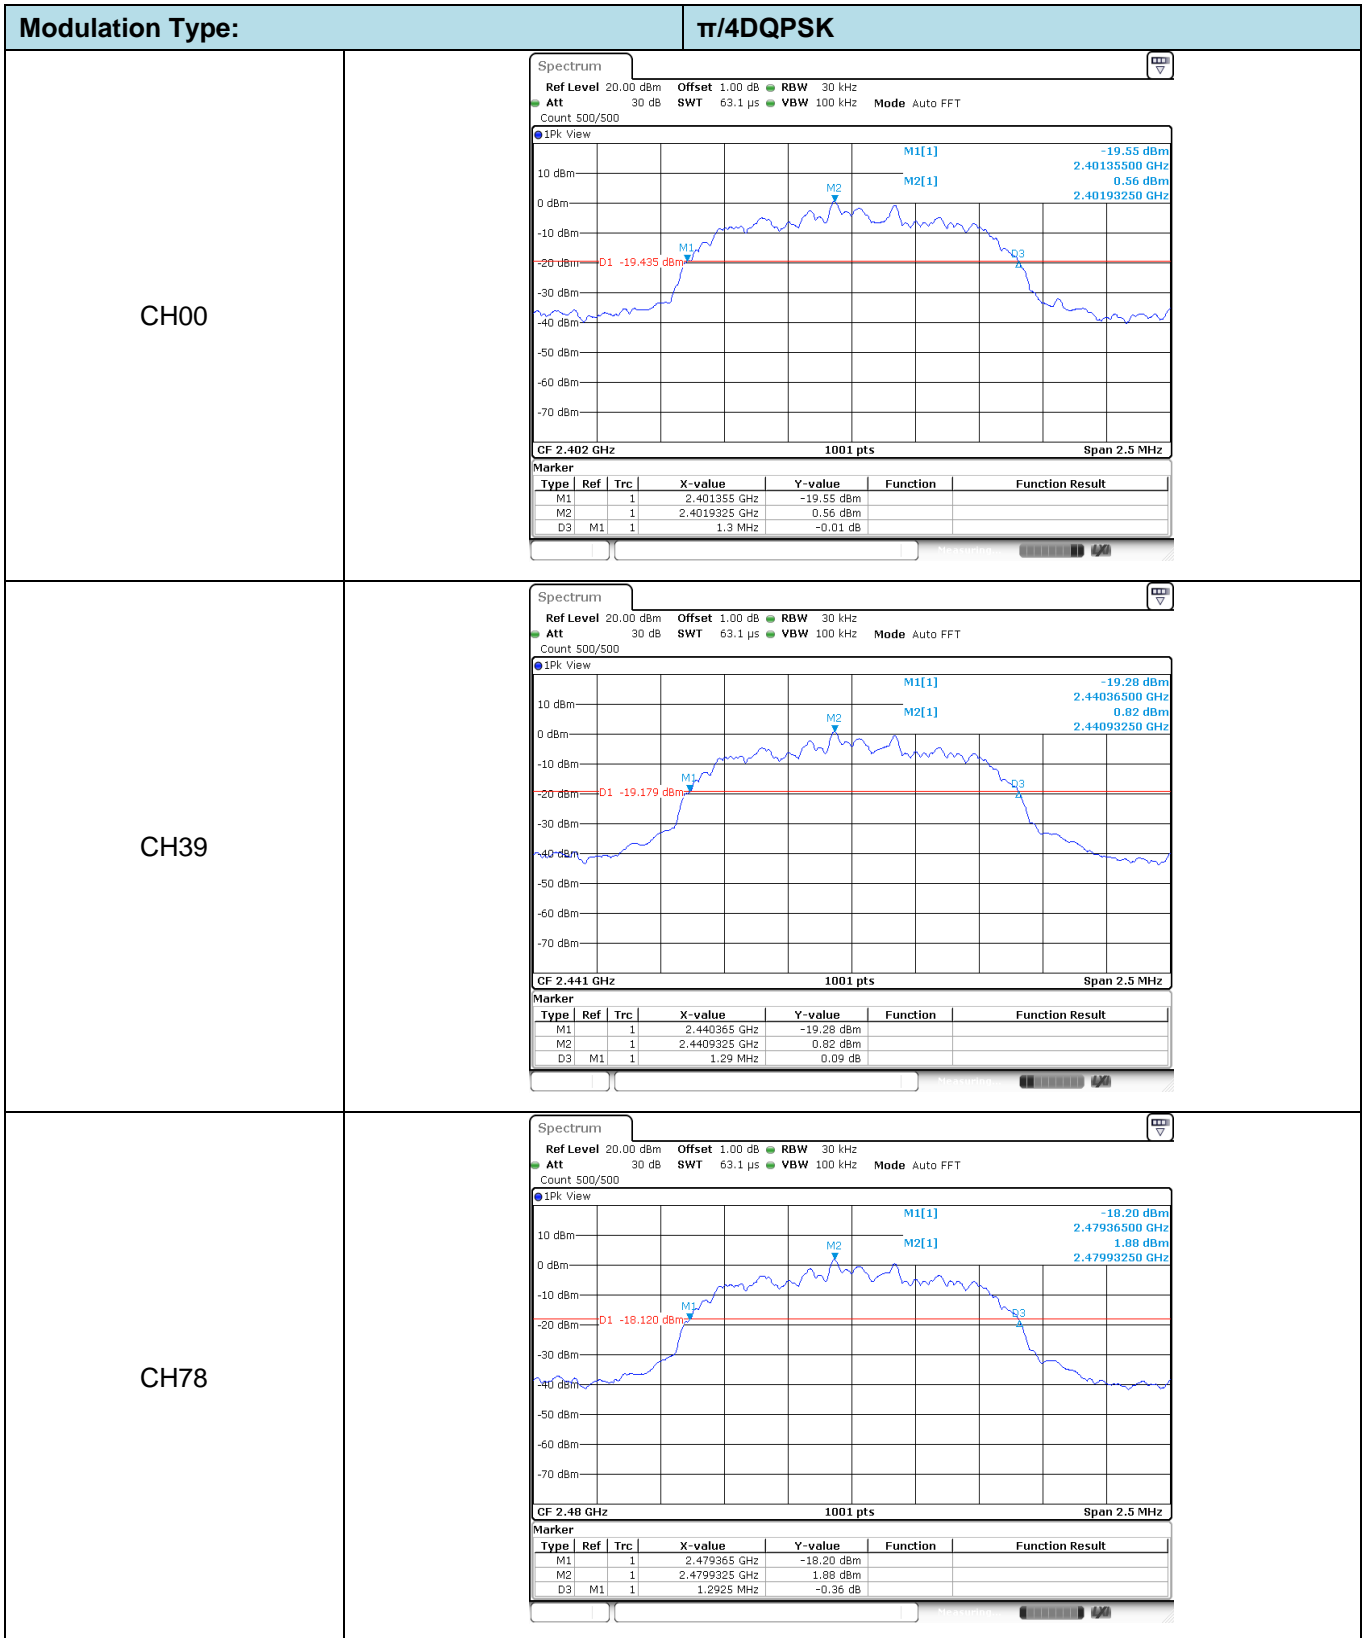 Modulation Type: π/4DQPSK
CH00
Spectrum
Ref Level 20.00 dBm Offset 1.00 dB RBW 30 kHz
Att 30 dB SWT 63.1 µs VBW 100 kHz Mode Auto FFT
Count 500/500
1Pk View
M1[1] -19.55 dBm
2.40135500 GHz
10 dBm
M2[1] 0.56 dBm
2.40193250 GHz
M2
0 dBm
-10 dBm
M1
D3
-20 dBm
D1 -19.435 dBm
-30 dBm
-40 dBm
-50 dBm
-60 dBm
-70 dBm
CF 2.402 GHz 1001 pts Span 2.5 MHz
Marker
Type Ref Trc X-value Y-value Function Function Result
M1 1 2.401355 GHz -19.55 dBm
M2 1 2.4019325 GHz 0.56 dBm
D3 M1 1 1.3 MHz -0.01 dB
Measuring
CH39
Spectrum
Ref Level 20.00 dBm Offset 1.00 dB RBW 30 kHz
Att 30 dB SWT 63.1 µs VBW 100 kHz Mode Auto FFT
Count 500/500
1Pk View
M1[1] -19.28 dBm
2.44036500 GHz
10 dBm
M2[1] 0.82 dBm
2.44093250 GHz
M2
0 dBm
-10 dBm
M1
D3
-20 dBm
D1 -19.179 dBm
-30 dBm
-40 dBm
-50 dBm
-60 dBm
-70 dBm
CF 2.441 GHz 1001 pts Span 2.5 MHz
Marker
Type Ref Trc X-value Y-value Function Function Result
M1 1 2.440365 GHz -19.28 dBm
M2 1 2.4409325 GHz 0.82 dBm
D3 M1 1 1.29 MHz 0.09 dB
Measuring
CH78
Spectrum
Ref Level 20.00 dBm Offset 1.00 dB RBW 30 kHz
Att 30 dB SWT 63.1 µs VBW 100 kHz Mode Auto FFT
Count 500/500
1Pk View
M1[1] -18.20 dBm
2.47936500 GHz
10 dBm
M2[1] 1.88 dBm
2.47993250 GHz
M2
0 dBm
-10 dBm
M1
D3
-20 dBm
D1 -18.120 dBm
-30 dBm
-40 dBm
-50 dBm
-60 dBm
-70 dBm
CF 2.48 GHz 1001 pts Span 2.5 MHz
Marker
Type Ref Trc X-value Y-value Function Function Result
M1 1 2.479365 GHz -18.20 dBm
M2 1 2.4799325 GHz 1.88 dBm
D3 M1 1 1.2925 MHz -0.36 dB
Measuring